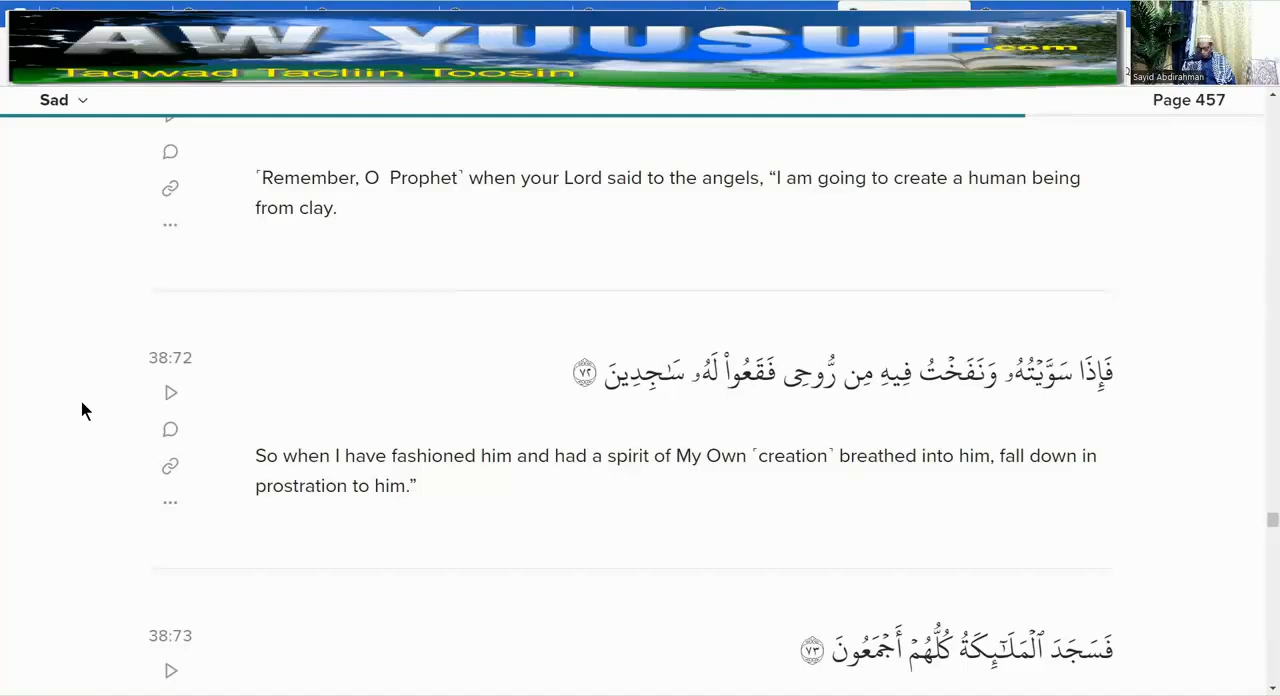 AW YUUSUF.com
Taqwad Tacliin Toosin
Sayid Abdirahman
Sad
Page 457
˹Remember, O Prophet˺ when your Lord said to the angels, “I am going to create a human being
from clay.
38:72
فَإِذَا سَوَّيْتُهُۥ وَنَفَخْتُ فِيهِ مِن رُّوحِى فَقَعُوا۟ لَهُۥ سَـٰجِدِينَ ٧٢
So when I have fashioned him and had a spirit of My Own ˹creation˺ breathed into him, fall down in
prostration to him.”
38:73
فَسَجَدَ ٱلْمَلَـٰٓئِكَةُ كُلُّهُمْ أَجْمَعُونَ ٧٣